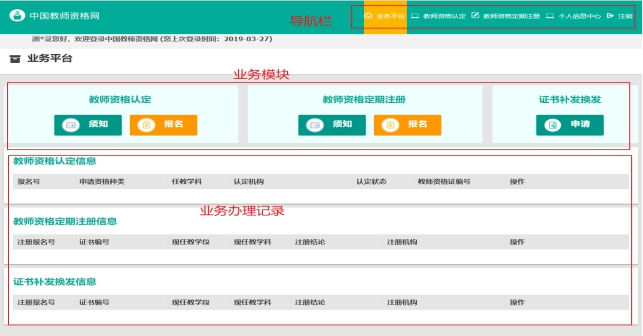 中国教师资格网
导航栏
业务平台 教师资格认定 教师资格定期注册 个人信息中心 注销
您好，欢迎登录中国教师资格网 (您上次登录时间：2019-03-27)
业务平台
业务模块
教师资格认定 教师资格定期注册 证书补发换发
须知 报名 须知 报名 申请
教师资格认定信息
报名号 申请资格种类 任教学科 认定机构 认定状态 教师资格证编号 操作
业务办理记录
教师资格定期注册信息
注册报名号 证书编号 现任教学段 现任教学科 注册结论 注册机构 操作
证书补发换发信息
注册报名号 证书编号 现任教学段 现任教学科 注册结论 注册机构 操作